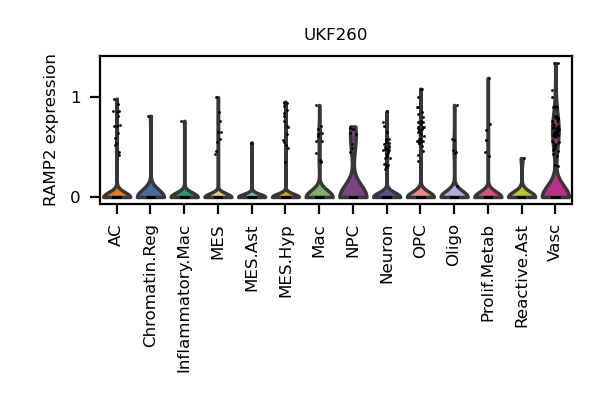 UKF260
RAMP2 expression
1
0
AC
Chromatin.Reg
Inflammatory.Mac
MES
MES.Ast
MES.Hyp
Mac
NPC
Neuron
OPC
Oligo
Prolif.Metab
Reactive.Ast
Vasc